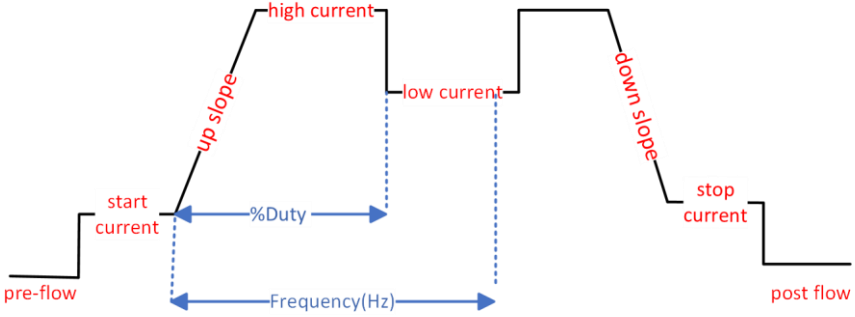 high current
up slope
low current
down slope
start
current
%Duty
stop
current
pre-flow
Frequency(Hz)
post flow